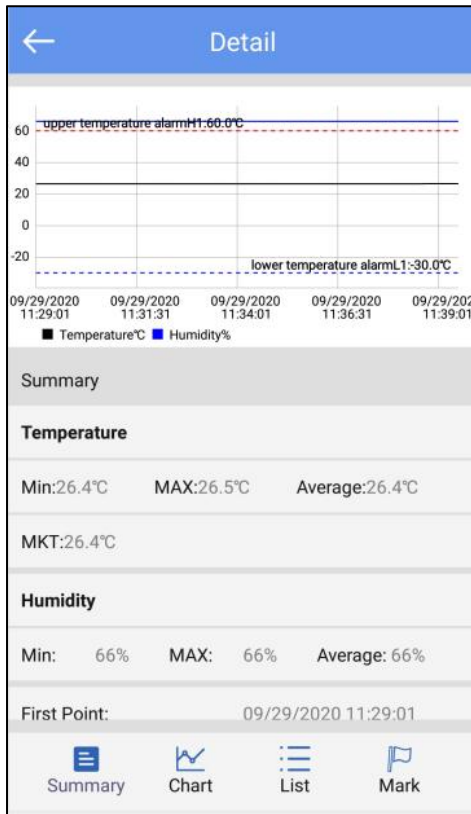 Detail
upper temperature alarmH1:60.0℃
60
40
20
0
-20
lower temperature alarmL1:-30.0℃
09/29/2020 09/29/2020 09/29/2020 09/29/2020 09/29/202
11:29:01 11:31:31 11:34:01 11:36:31 11:39:01
Temperature℃ Humidity%
Summary
Temperature
Min:26.4℃ MAX:26.5℃ Average:26.4℃
MKT:26.4℃
Humidity
Min: 66% MAX: 66% Average: 66%
First Point: 09/29/2020 11:29:01
Summary Chart List Mark